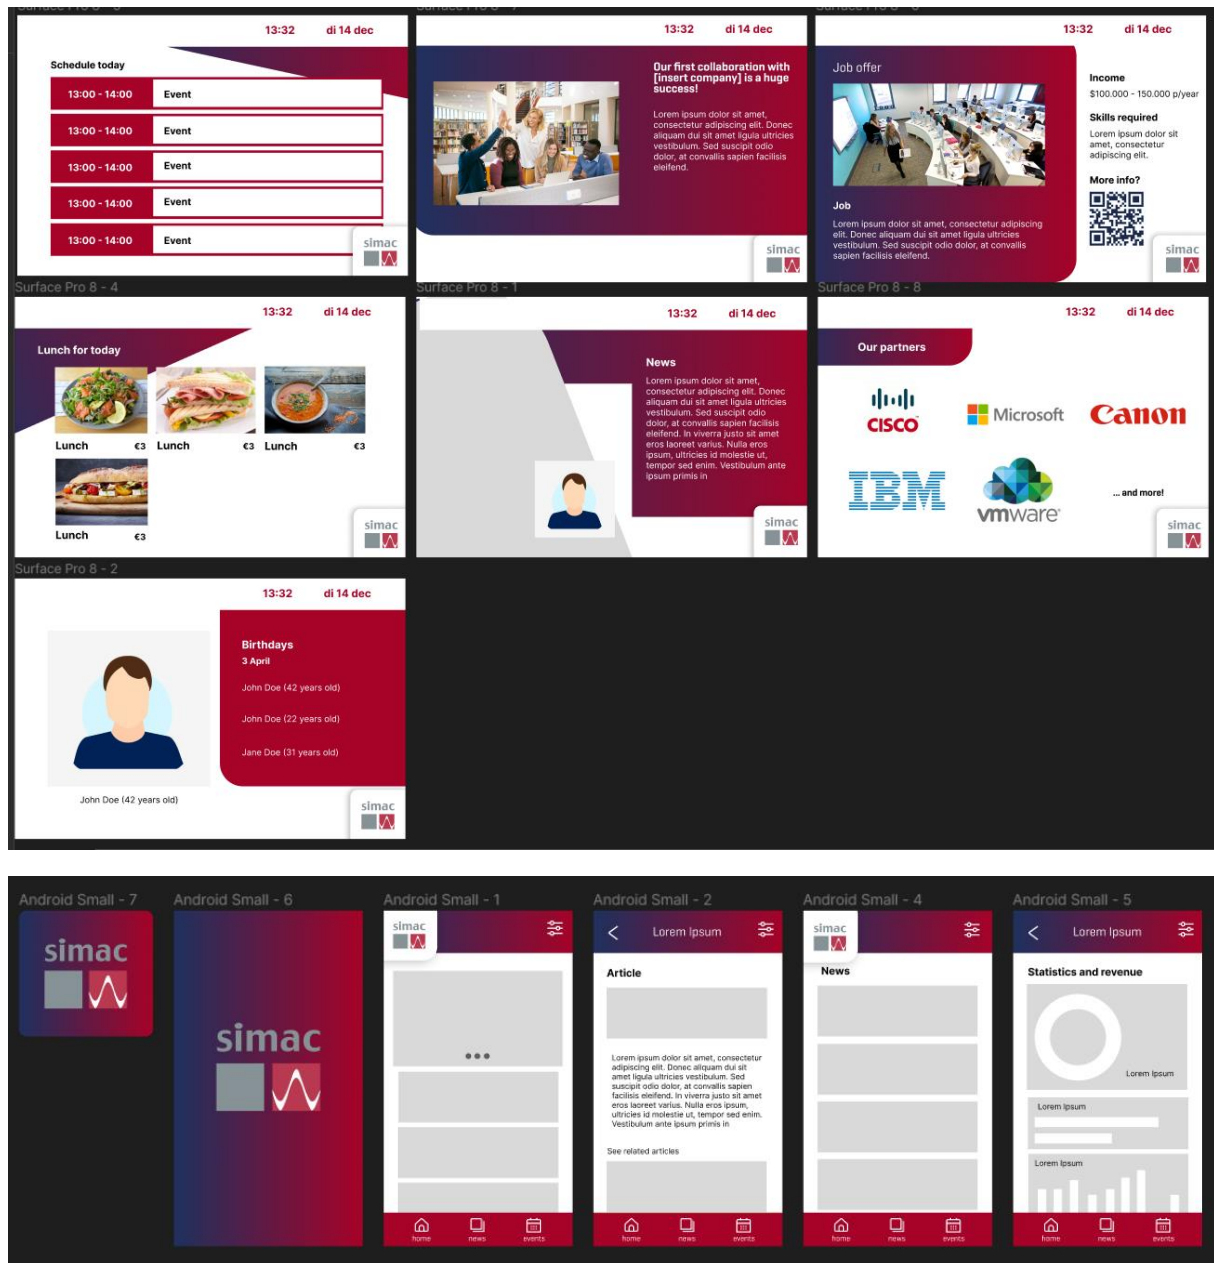 Surface Pro 8 - 7
13:32 di 14 dec
Schedule today
13:00 - 14:00 Event
13:00 - 14:00 Event
13:00 - 14:00 Event
13:00 - 14:00 Event
13:00 - 14:00 Event
simac
13:32 di 14 dec
Our first collaboration with
[insert company] is a huge
success!
Lorem ipsum dolor sit amet,
consectetur adipiscing elit. Donec
aliquam dui sit amet ligula ultricies
vestibulum. Sed suscipit odio
dolor, at convallis sapien facilisis
eleifend.
simac
13:32 di 14 dec
Job offer
Job
Lorem ipsum dolor sit amet, consectetur adipiscing
elit. Donec aliquam dui sit amet ligula ultricies
vestibulum. Sed suscipit odio dolor, at convallis
sapien facilisis eleifend.
Income
$100.000 - 150.000 p/year
Skills required
Lorem ipsum dolor sit
amet, consectetur
adipiscing elit.
More info?
simac
Surface Pro 8 - 4
13:32 di 14 dec
Lunch for today
Lunch €3 Lunch €3 Lunch €3
Lunch €3
simac
Surface Pro 8 - 1
13:32 di 14 dec
News
Lorem ipsum dolor sit amet,
consectetur adipiscing elit. Donec
aliquam dui sit amet ligula ultricies
vestibulum. Sed suscipit odio
dolor, at convallis sapien facilisis
eleifend. In viverra justo sit amet
eros laoreet varius. Nulla eros
ipsum, ultricies id molestie ut,
tempor sed enim. Vestibulum ante
ipsum primis in
simac
Surface Pro 8 - 8
13:32 di 14 dec
Our partners
CISCO
Microsoft
Canon
IBM
vmware
... and more!
simac
Surface Pro 8 - 2
13:32 di 14 dec
John Doe (42 years old)
Birthdays
3 April
John Doe (42 years old)
John Doe (22 years old)
Jane Doe (31 years old)
simac
Android Small - 7
simac
Android Small - 6
simac
Android Small - 1
simac
home news events
Android Small - 2
Lorem Ipsum
Article
Lorem ipsum dolor sit amet, consectetur
adipiscing elit. Donec aliquam dui sit
amet ligula ultricies vestibulum. Sed
suscipit odio dolor, at convallis sapien
facilisis eleifend. In viverra justo sit amet
eros laoreet varius. Nulla eros ipsum,
ultricies id molestie ut, tempor sed enim.
Vestibulum ante ipsum primis in
See related articles
home news events
Android Small - 4
simac
News
home news events
Android Small - 5
Lorem Ipsum
Statistics and revenue
Lorem Ipsum
Lorem Ipsum
Lorem Ipsum
home news events